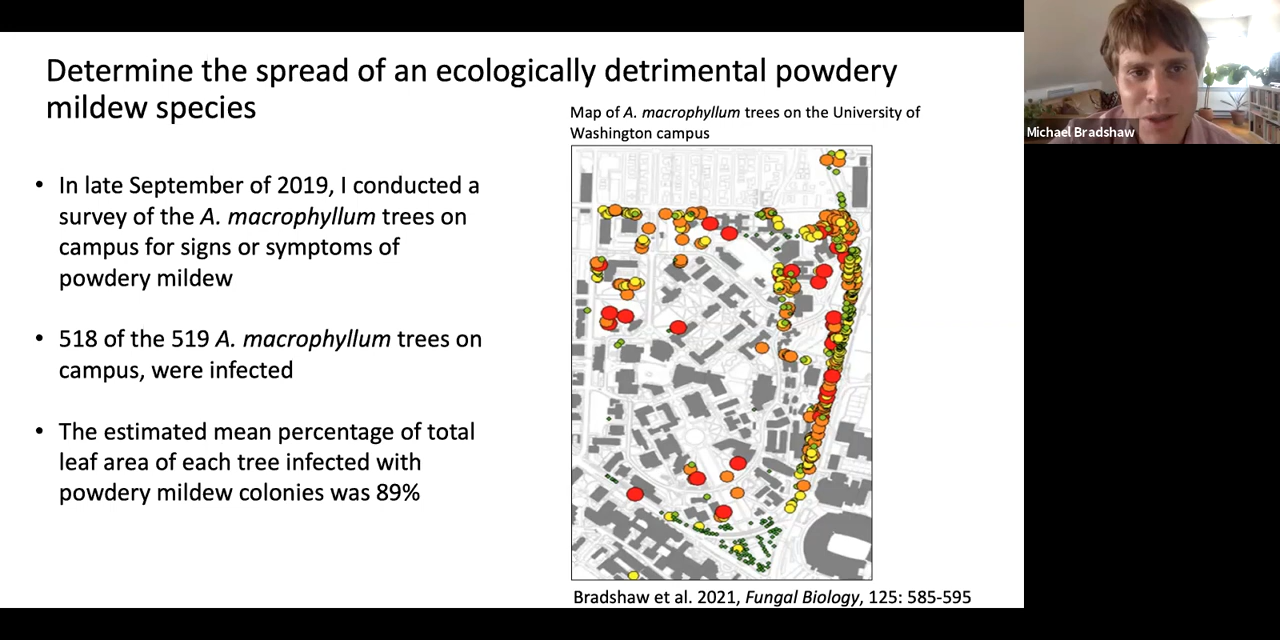 Determine the spread of an ecologically detrimental powdery
mildew species
Map of A. macrophyllum trees on the University of
Washington campus
• In late September of 2019, I conducted a
survey of the A. macrophyllum trees on
campus for signs or symptoms of
powdery mildew
• 518 of the 519 A. macrophyllum trees on
campus, were infected
• The estimated mean percentage of total
leaf area of each tree infected with
powdery mildew colonies was 89%
Bradshaw et al. 2021, Fungal Biology, 125: 585-595
Michael Bradshaw